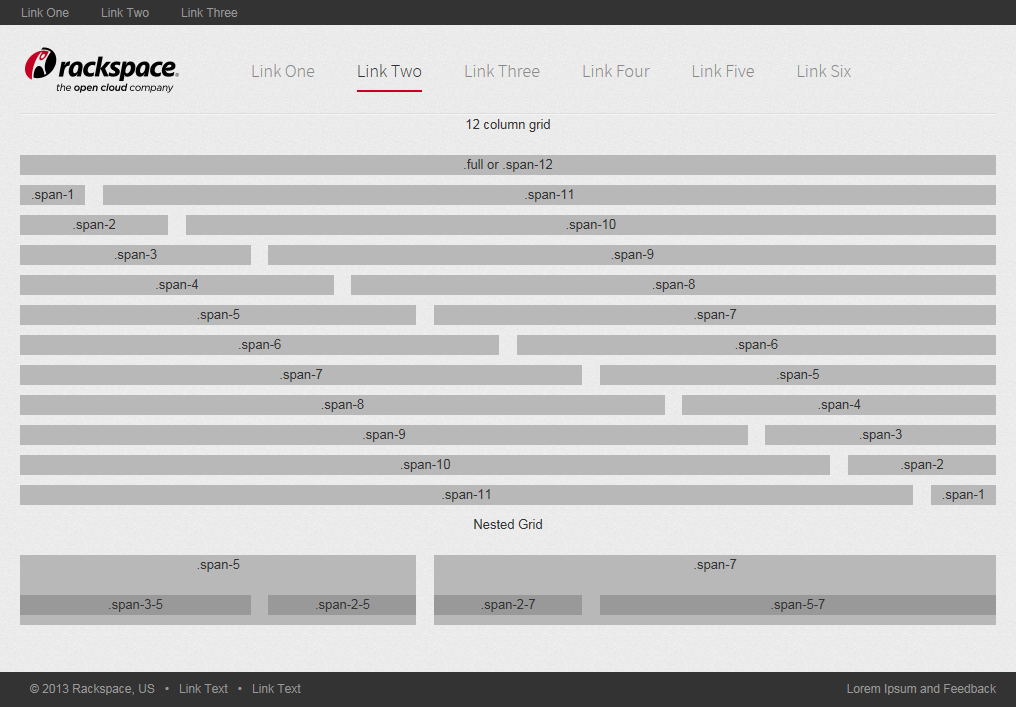 Link One Link Two Link Three
rackspace.
the open cloud company
Link One Link Two Link Three Link Four Link Five Link Six
12 column grid
.full or .span-12
.span-1 .span-11
.span-2 .span-10
.span-3 .span-9
.span-4 .span-8
.span-5 .span-7
.span-6 .span-6
.span-7 .span-5
.span-8 .span-4
.span-9 .span-3
.span-10 .span-2
.span-11 .span-1
Nested Grid
.span-5 .span-7
.span-3-5 .span-2-5 .span-2-7 .span-5-7
© 2013 Rackspace, US • Link Text • Link Text Lorem Ipsum and Feedback